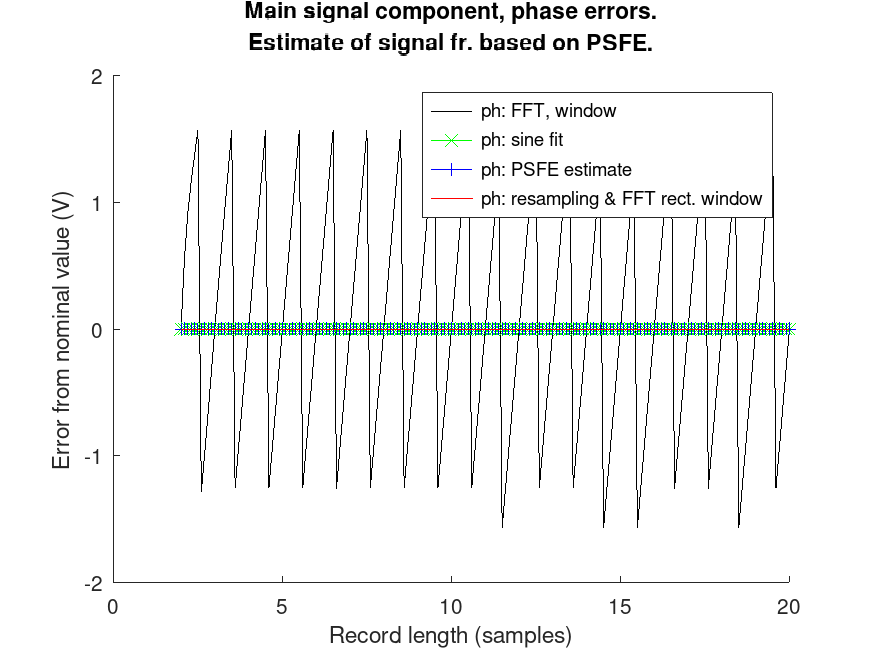 Main signal component, phase errors.
Estimate of signal fr. based on PSFE.
2
1
0
-1
-2
Error from nominal value (V)
ph: FFT, window
ph: sine fit
ph: PSFE estimate
ph: resampling & FFT rect. window
0
5
10
15
20
Record length (samples)